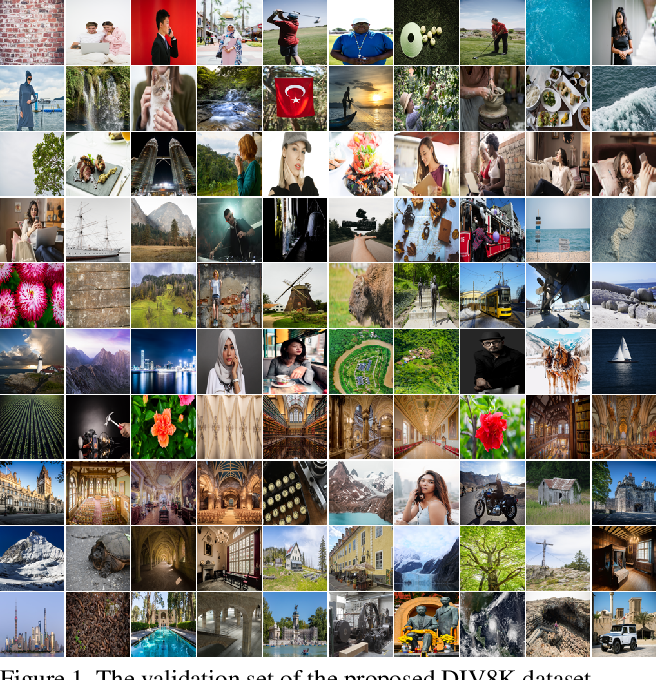 Figure 1. The validation set of the proposed DIV8K dataset